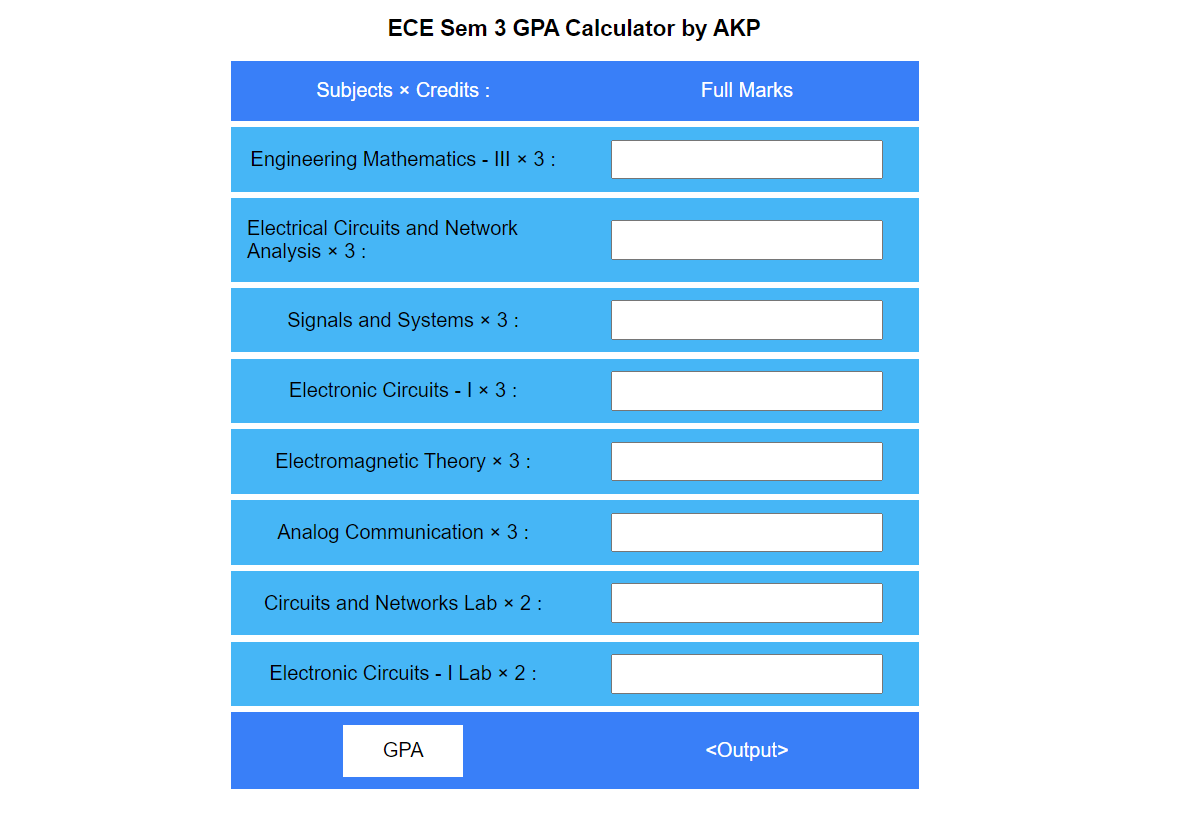 ECE Sem 3 GPA Calculator by AKP
Subjects × Credits :
Full Marks
Engineering Mathematics - III × 3 :
Electrical Circuits and Network
Analysis × 3 :
Signals and Systems × 3 :
Electronic Circuits - I × 3 :
Electromagnetic Theory × 3 :
Analog Communication × 3 :
Circuits and Networks Lab × 2 :
Electronic Circuits - I Lab × 2 :
GPA
<Output>